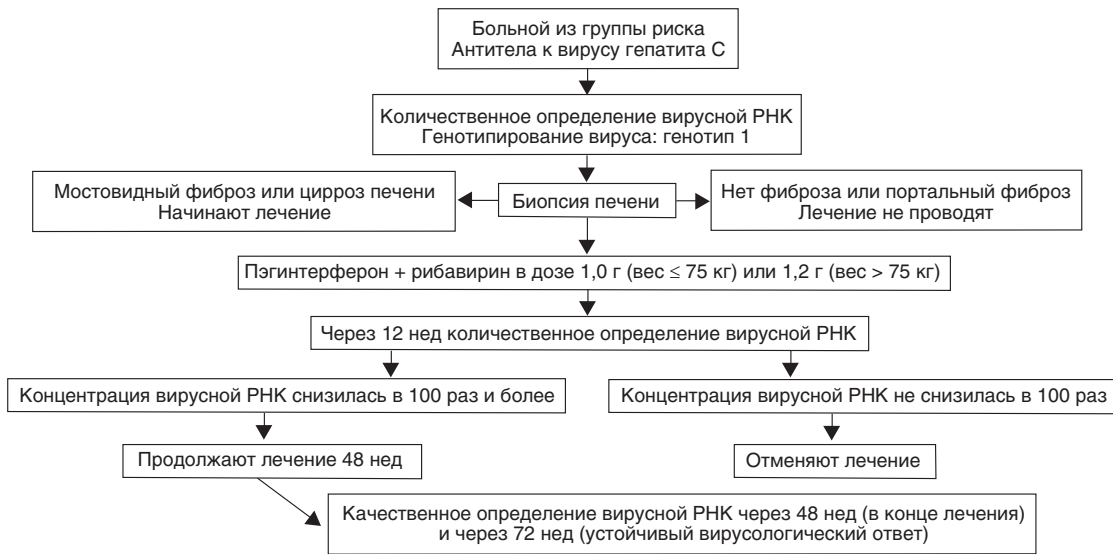 Больной из группы риска
Антитела к вирусу гепатита C
Количественное определение вирусной РНК
Генотипирование вируса: генотип 1
Мостовидный фиброз или цирроз печени
Начинают лечение
Биопсия печени
Нет фиброза или портальный фиброз
Лечение не проводят
Пэгинтерферон + рибавирин в дозе 1,0 г (вес ≤ 75 кг) или 1,2 г (вес > 75 кг)
Через 12 нед количественное определение вирусной РНК
Концентрация вирусной РНК снизилась в 100 раз и более
Концентрация вирусной РНК не снизилась в 100 раз
Продолжают лечение 48 нед
Отменяют лечение
Качественное определение вирусной РНК через 48 нед (в конце лечения)
и через 72 нед (устойчивый вирусологический ответ)